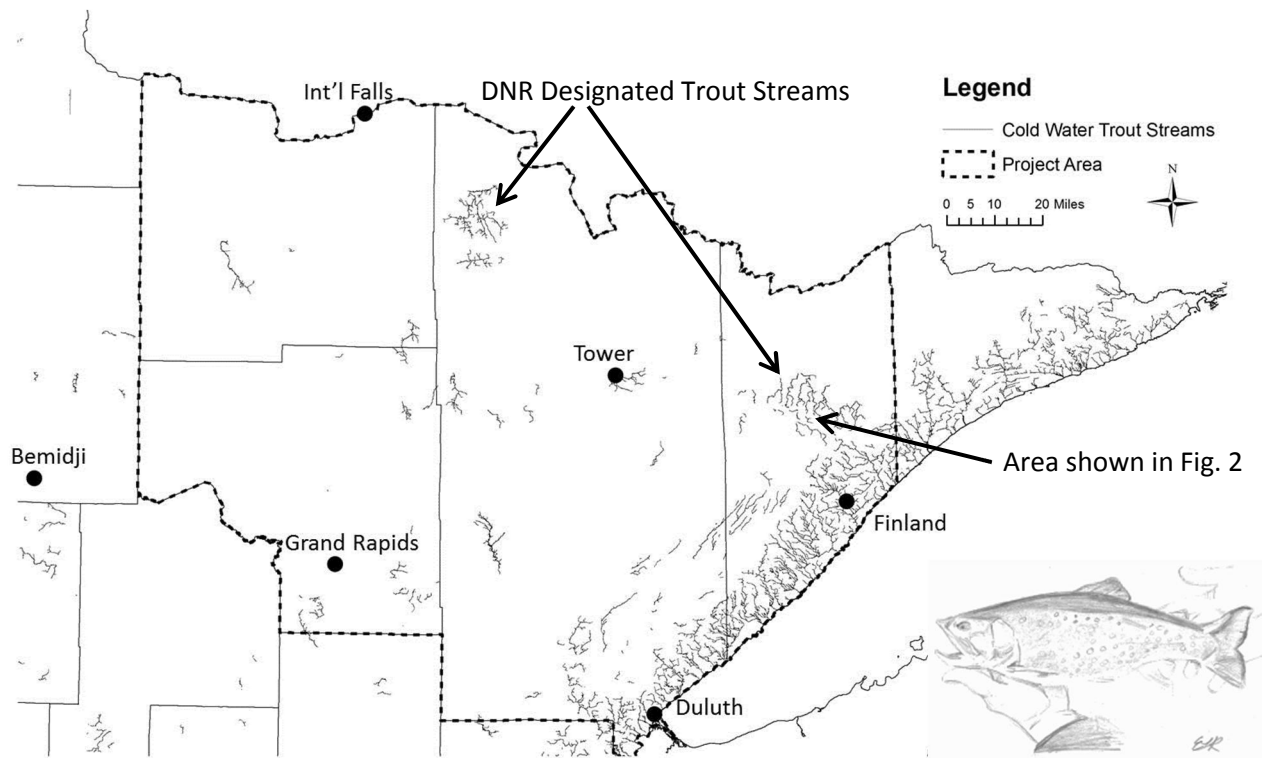 Int'l Falls
DNR Designated Trout Streams
Legend
Cold Water Trout Streams
Project Area
N
0 5 10 20 Miles
Tower
Bemidji
Area shown in Fig. 2
Finland
Grand Rapids
Duluth